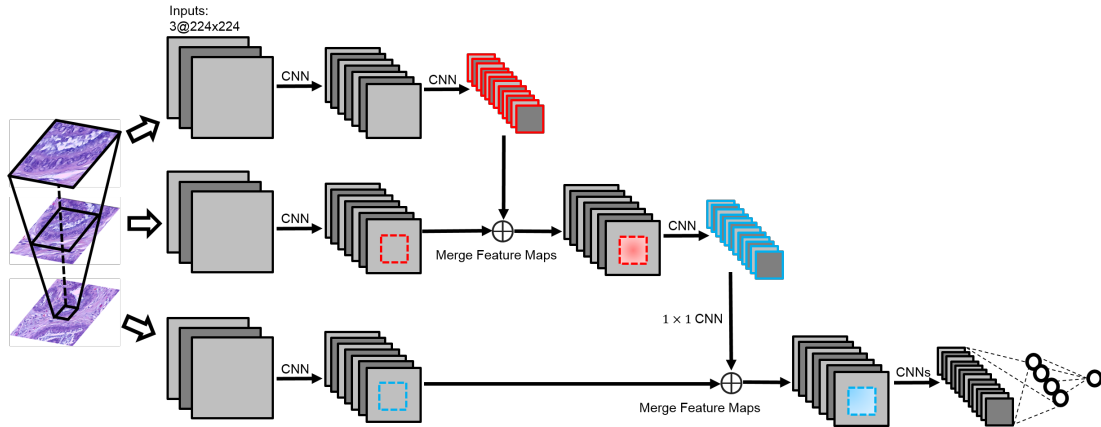 Inputs:
3@224x224
CNN
CNN
CNN
Merge Feature Maps
CNN
1 × 1 CNN
CNN
Merge Feature Maps
CNNs